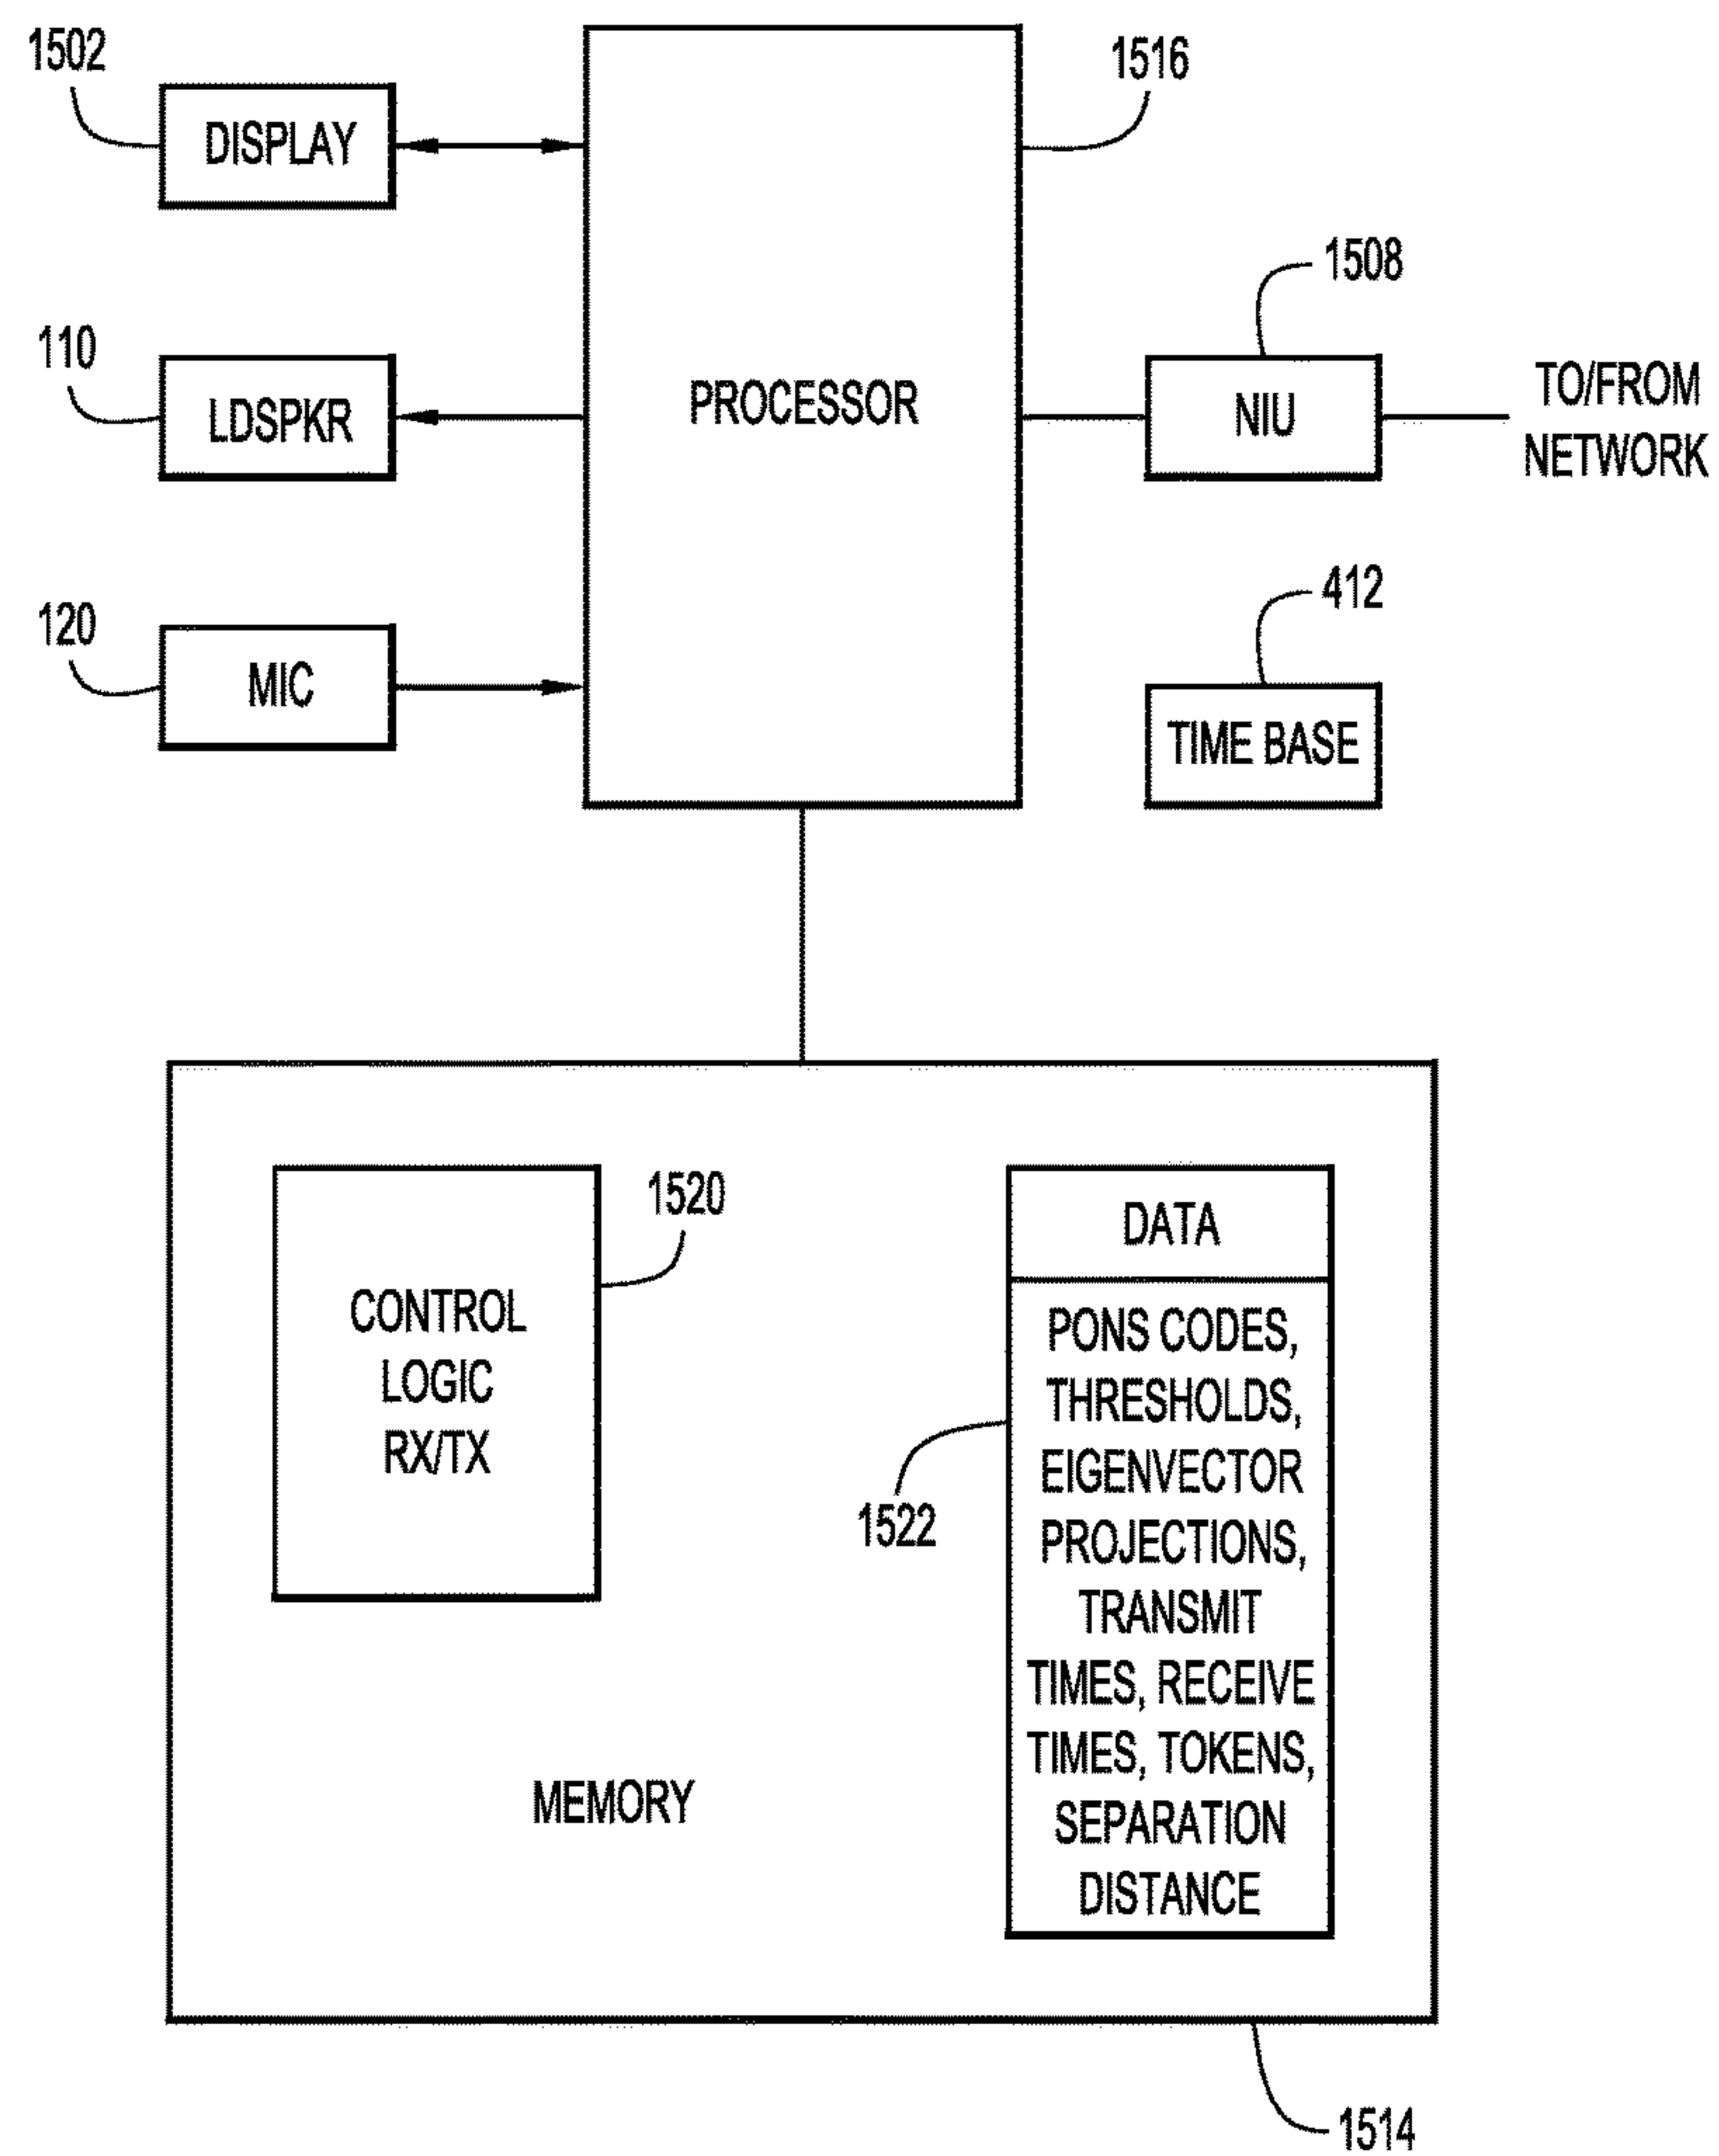 1502
DISPLAY
1516
PROCESSOR
110
LDSPKR
1508
NIU
TO/FROM
NETWORK
120
MIC
412
TIME BASE
1520
CONTROL
LOGIC
RX/TX
MEMORY
DATA
PONS CODES,
THRESHOLDS,
EIGENVECTOR
PROJECTIONS,
TRANSMIT
TIMES, RECEIVE
TIMES, TOKENS,
SEPARATION
DISTANCE
1522
1514